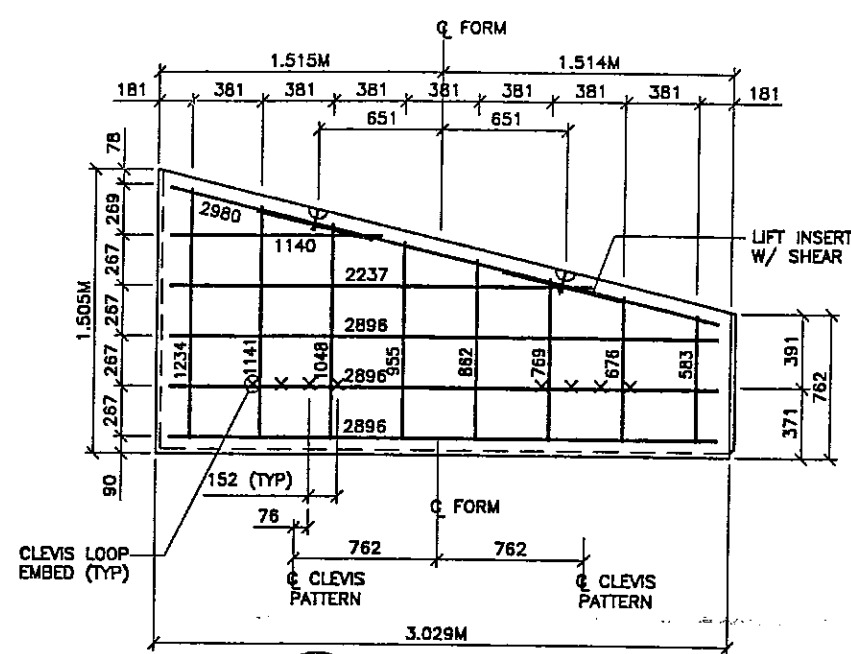 ℄ FORM
1.515M 1.514M
181 381 381 381 381 381 381 381 181
651 651
78
269
267
267
267
267
90
1.505M
2980
1140
2237
2896
2896
2896
1234 1141 1048 955 862 769 676 583
LIFT INSERT
W/ SHEAR
391
371
762
152 (TYP)
76
℄ FORM
CLEVIS LOOP
EMBED (TYP)
762 762
℄ CLEVIS
PATTERN
℄ CLEVIS
PATTERN
3.029M